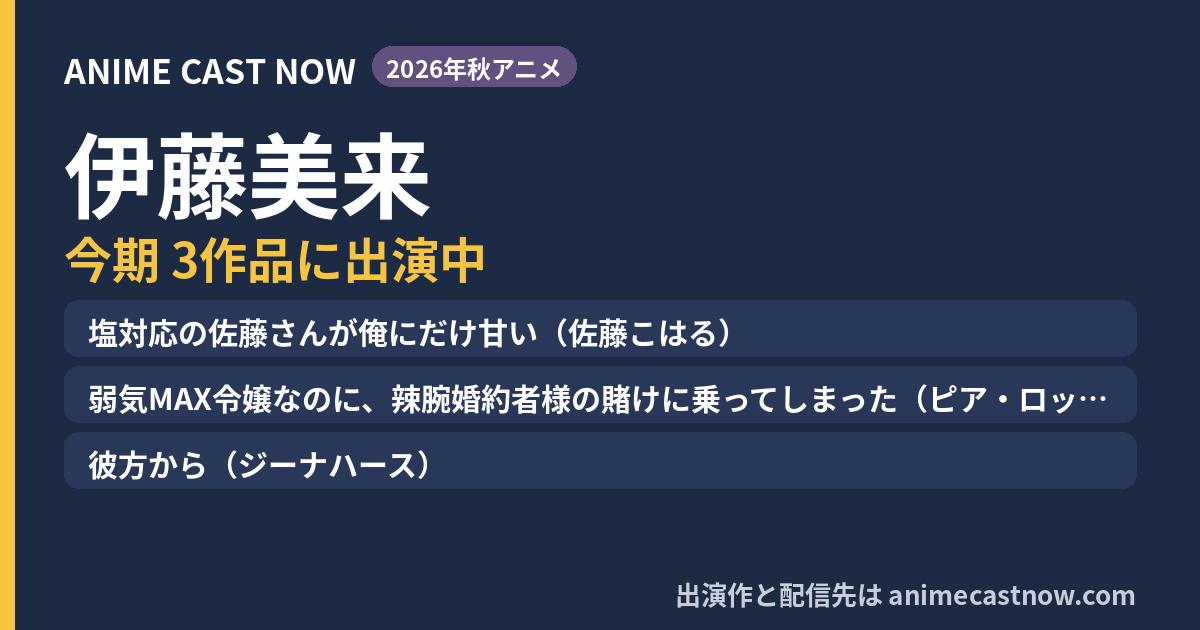 ANIME CAST NOW 2026年秋アニメ
伊藤美来
今期 3作品に出演中
塩対応の佐藤さんが俺にだけ甘い（佐藤こはる）
弱気MAX令嬢なのに、辣腕婚約者様の賭けに乗ってしまった（ピア・ロッ…
彼方から（ジーナハース）
出演作と配信先は animecastnow.com